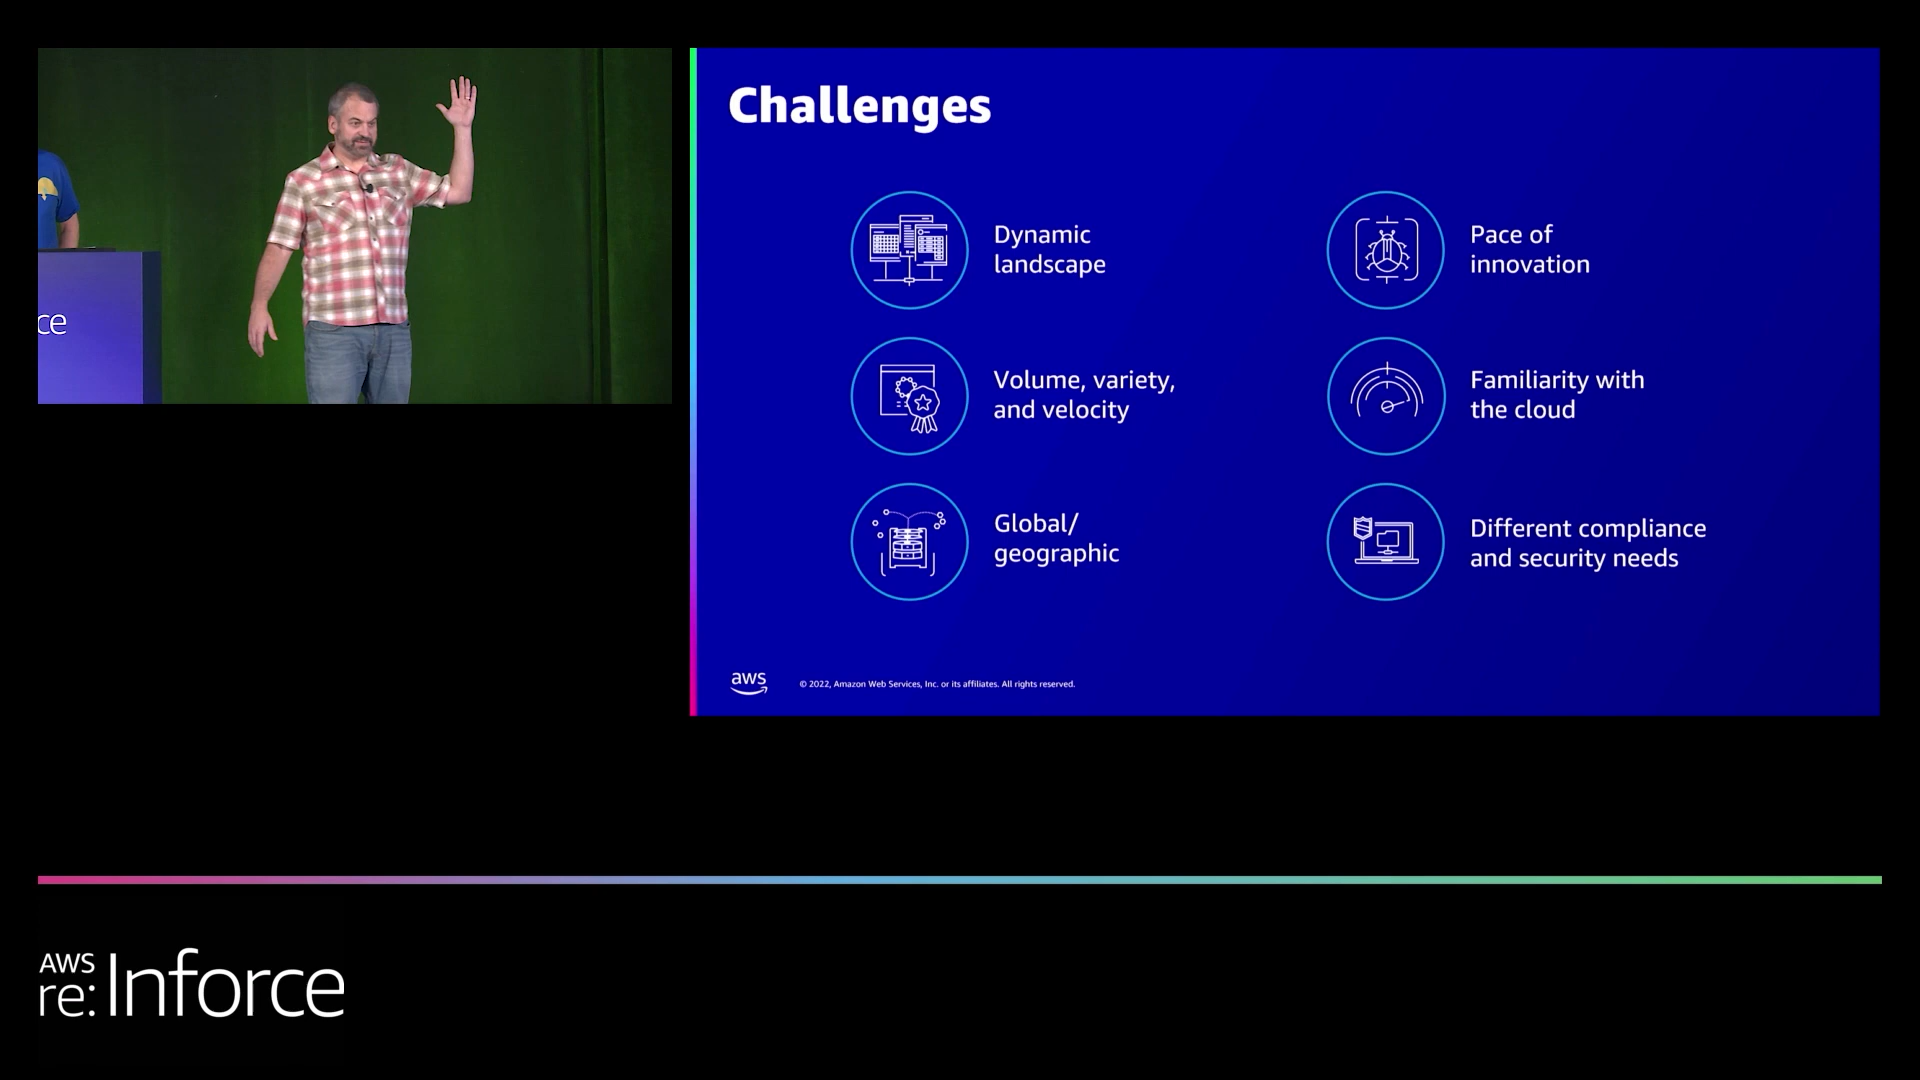 ce
Challenges
Dynamic
landscape
Pace of
innovation
Volume, variety,
and velocity
Familiarity with
the cloud
Global/
geographic
Different compliance
and security needs
aws
© 2022, Amazon Web Services, Inc. or its affiliates. All rights reserved.
AWS
re:Inforce